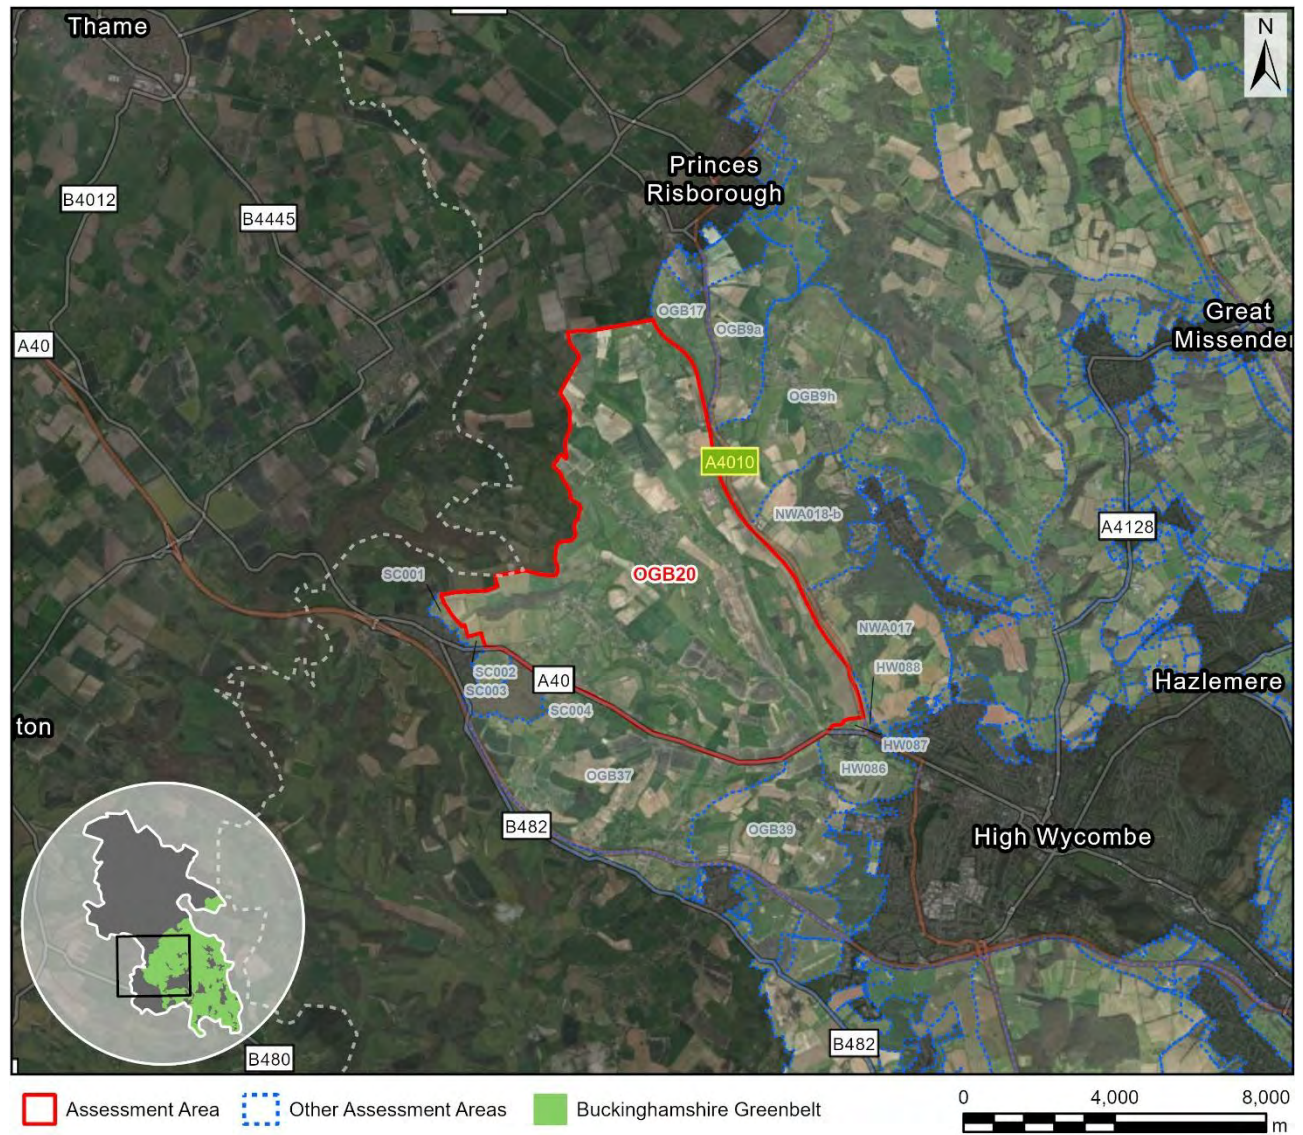 Thame
N
Princes
Risborough
B4012
B4445
OGB17
Great
Missenden
A40
OGB9a
OGB9h
A4010
NWA018-b
A4128
SC001
OGB20
NWA017
HW088
SC002
A40
SC003
Hazlemere
SC004
ton
HW087
HW086
OGB37
B482
OGB39
High Wycombe
B482
B480
Assessment Area
Other Assessment Areas
Buckinghamshire Greenbelt
0 4,000 8,000
m